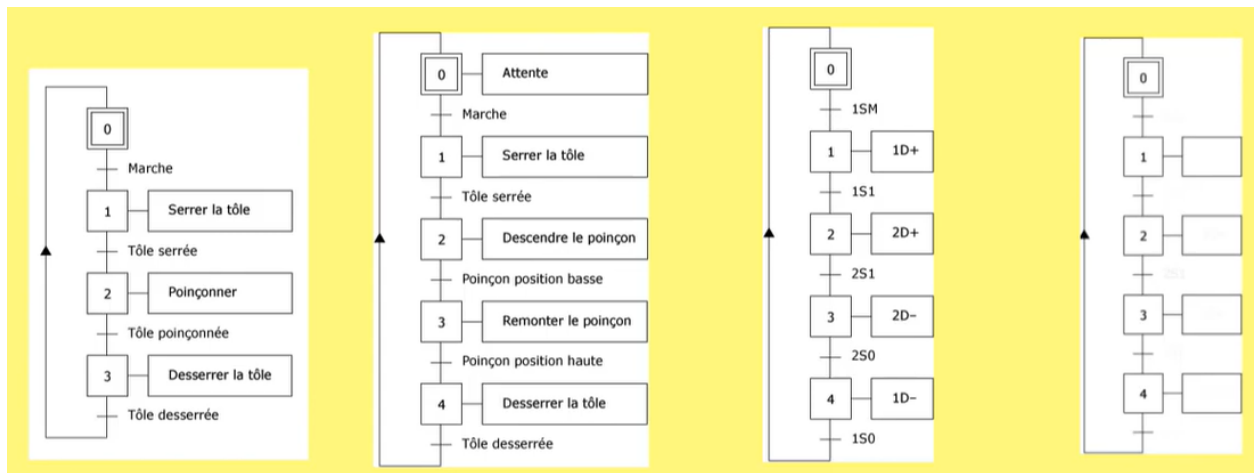 0
Marche
1 Serrer la tôle
Tôle serrée
2 Poinçonner
Tôle poinçonnée
3 Desserrer la tôle
Tôle desserrée
0 Attente
Marche
1 Serrer la tôle
Tôle serrée
2 Descendre le poinçon
Poinçon position basse
3 Remonter le poinçon
Poinçon position haute
4 Desserrer la tôle
Tôle desserrée
0
1SM
1 1D+
1S1
2 2D+
2S1
3 2D-
2S0
4 1D-
1S0
0
1
2
3
4